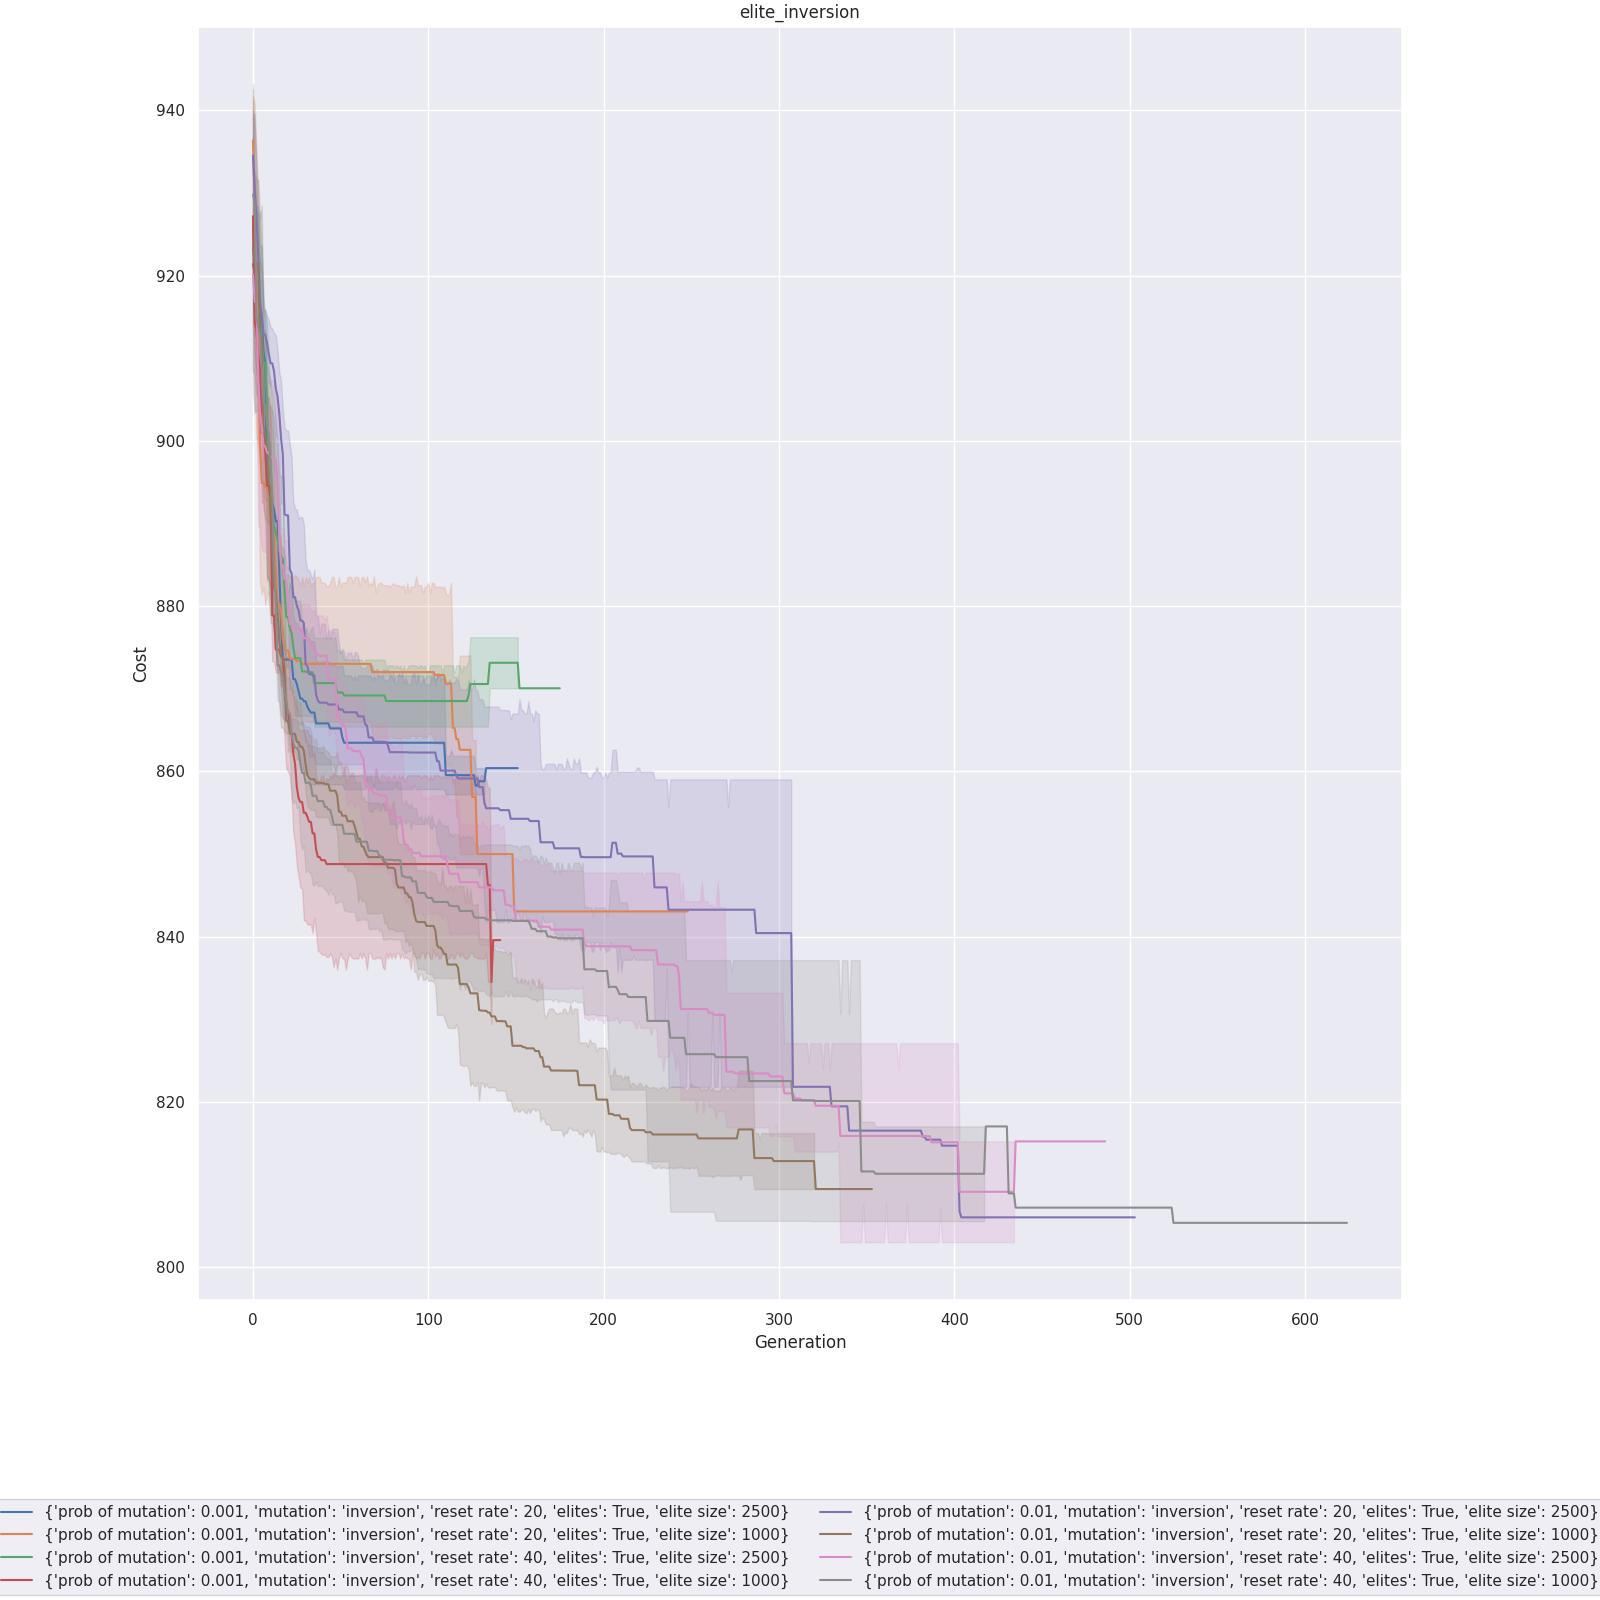 elite_inversion
940
920
900
880
860
840
820
800
Cost
0 100 200 300 400 500 600
Generation
{'prob of mutation': 0.001, 'mutation': 'inversion', 'reset rate': 20, 'elites': True, 'elite size': 2500}
{'prob of mutation': 0.001, 'mutation': 'inversion', 'reset rate': 20, 'elites': True, 'elite size': 1000}
{'prob of mutation': 0.001, 'mutation': 'inversion', 'reset rate': 40, 'elites': True, 'elite size': 2500}
{'prob of mutation': 0.001, 'mutation': 'inversion', 'reset rate': 40, 'elites': True, 'elite size': 1000}
{'prob of mutation': 0.01, 'mutation': 'inversion', 'reset rate': 20, 'elites': True, 'elite size': 2500}
{'prob of mutation': 0.01, 'mutation': 'inversion', 'reset rate': 20, 'elites': True, 'elite size': 1000}
{'prob of mutation': 0.01, 'mutation': 'inversion', 'reset rate': 40, 'elites': True, 'elite size': 2500}
{'prob of mutation': 0.01, 'mutation': 'inversion', 'reset rate': 40, 'elites': True, 'elite size': 1000}